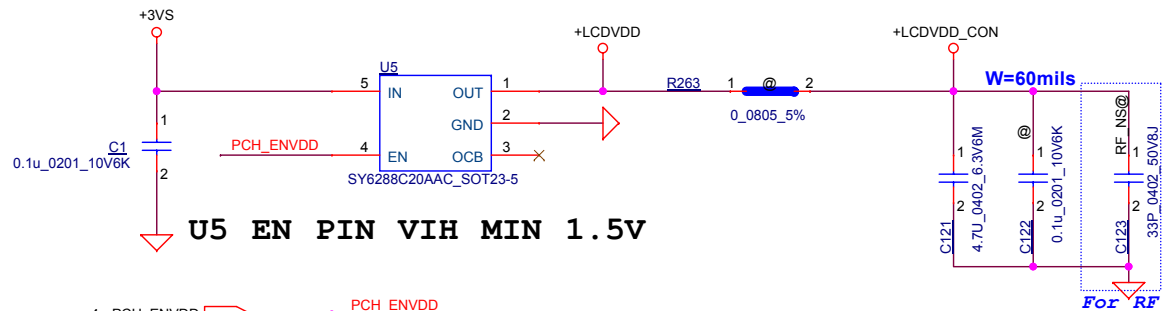 +3VS
+LCDVDD
+LCDVDD_CON
U5
5
IN
OUT
1
R263
1
@
2
W=60mils
0_0805_5%
GND
2
PCH_ENVDD
4
EN
OCB
3
SY6288C20AAC_SOT23-5
1
C1
0.1u_0201_10V6K
2
U5 EN PIN VIH MIN 1.5V
1
2
C121
4.7U_0402_6.3V6M
@
1
2
C122
0.1u_0201_10V6K
RF_NS@
1
2
C123
33P_0402_50V8J
For RF
PCH_ENVDD
PCH_ENVDD